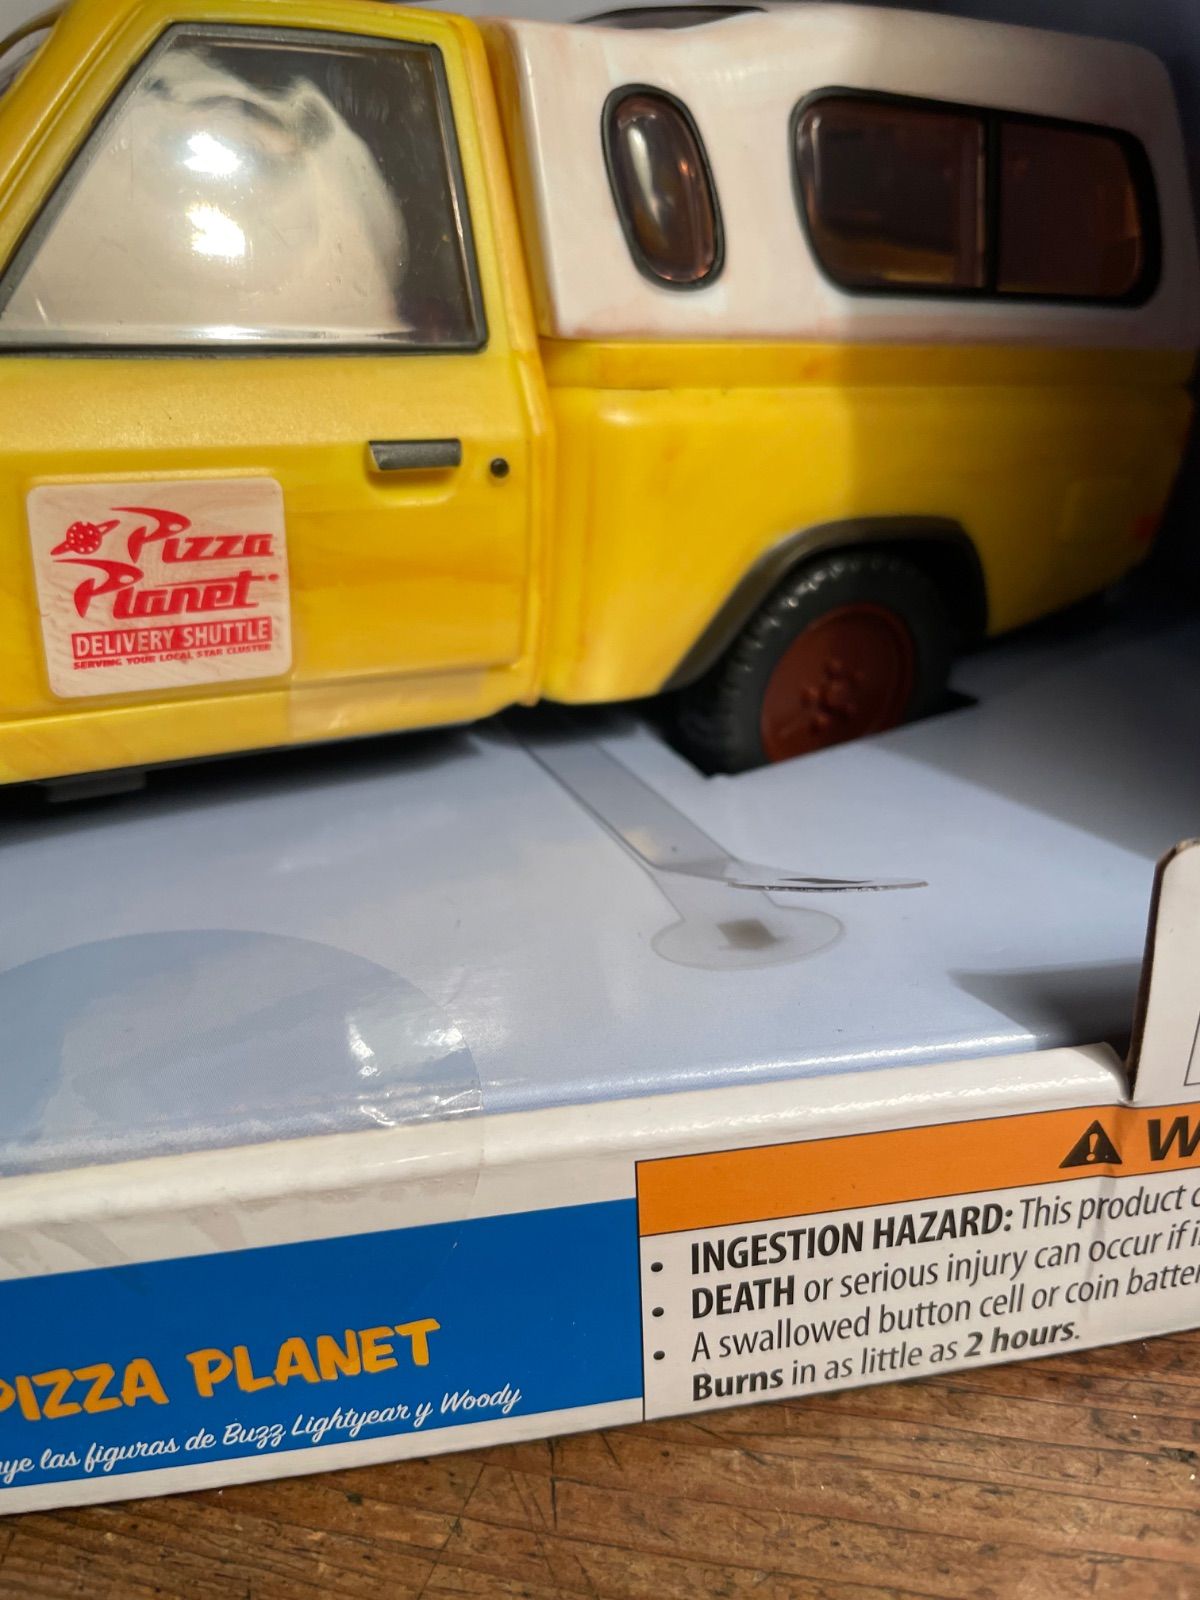 Pizza
Planet
DELIVERY SHUTTLE
SERVING YOUR LOCAL STAR CLUSTER
PIZZA PLANET
las figuras de Buzz Lightyear y Woody
INGESTION HAZARD: This product
• DEATH or serious injury can occur if
• A swallowed button cell or coin
• Burns in as little as 2 hours.